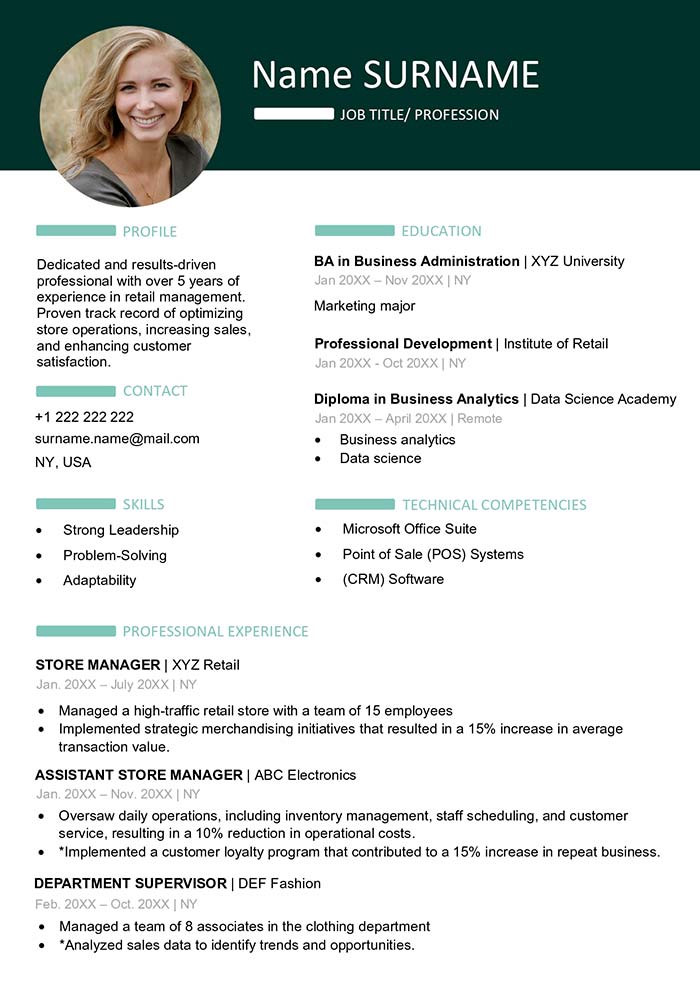 Name SURNAME
JOB TITLE/ PROFESSION
PROFILE
Dedicated and results-driven
professional with over 5 years of
experience in retail management.
Proven track record of optimizing
store operations, increasing sales,
and enhancing customer
satisfaction.
CONTACT
+1 222 222 222
surname.name@mail.com
NY, USA
SKILLS
• Strong Leadership
• Problem-Solving
• Adaptability
EDUCATION
BA in Business Administration | XYZ University
Jan 20XX – Nov 20XX | NY
Marketing major
Professional Development | Institute of Retail
Jan 20XX - Oct 20XX | NY
Diploma in Business Analytics | Data Science Academy
Jan 20XX – April 20XX | Remote
• Business analytics
• Data science
TECHNICAL COMPETENCIES
• Microsoft Office Suite
• Point of Sale (POS) Systems
• (CRM) Software
PROFESSIONAL EXPERIENCE
STORE MANAGER | XYZ Retail
Jan. 20XX – July 20XX | NY
• Managed a high-traffic retail store with a team of 15 employees
• Implemented strategic merchandising initiatives that resulted in a 15% increase in average
transaction value.
ASSISTANT STORE MANAGER | ABC Electronics
Jan. 20XX – Nov. 20XX | NY
• Oversaw daily operations, including inventory management, staff scheduling, and customer
service, resulting in a 10% reduction in operational costs.
• *Implemented a customer loyalty program that contributed to a 15% increase in repeat business.
DEPARTMENT SUPERVISOR | DEF Fashion
Feb. 20XX – Oct. 20XX | NY
• Managed a team of 8 associates in the clothing department
• *Analyzed sales data to identify trends and opportunities.